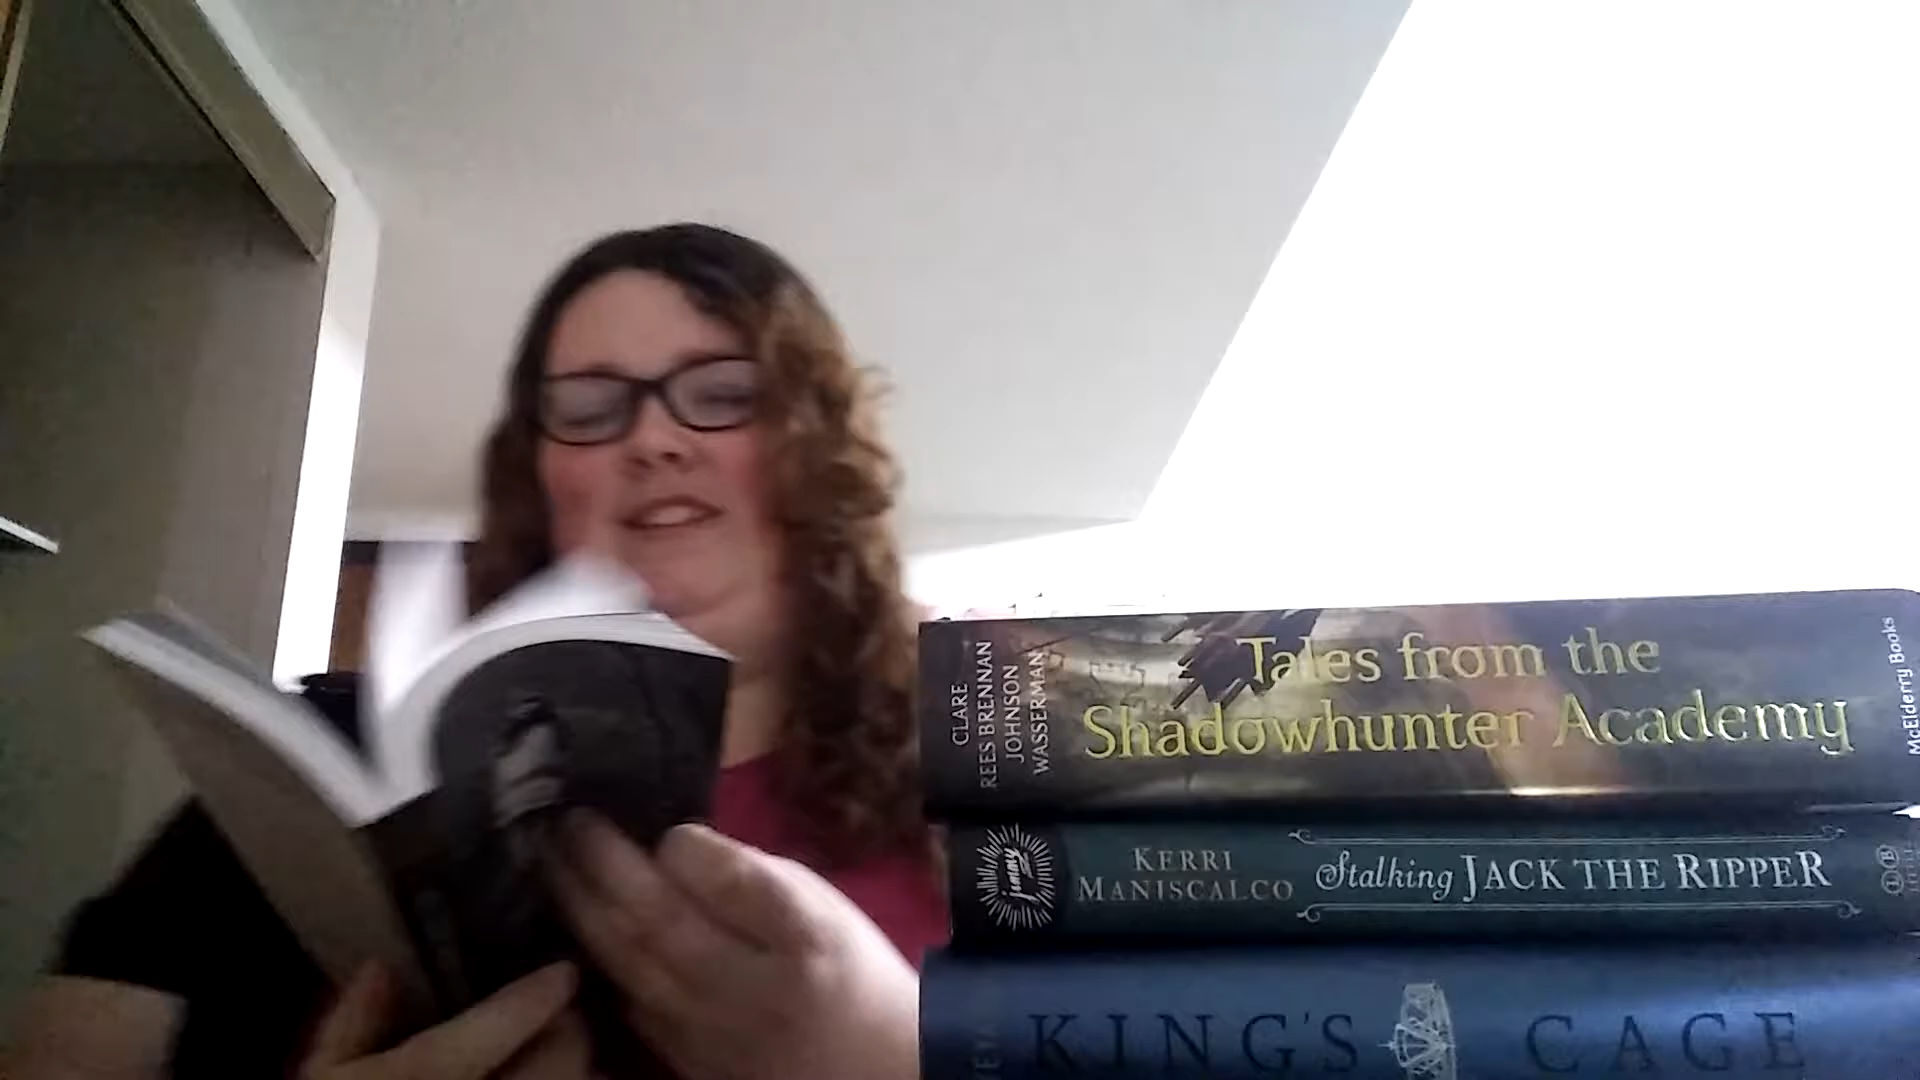 CLARE
REES BRENNAN
JOHNSON
WASSERMAN
Tales from the
Shadowhunter Academy
McElderry Books
jimmy
KERRI
MANISCALCO
Stalking JACK THE RIPPER
KING'S CAGE